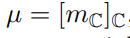 μ = [m_ℂ]_ℂ,